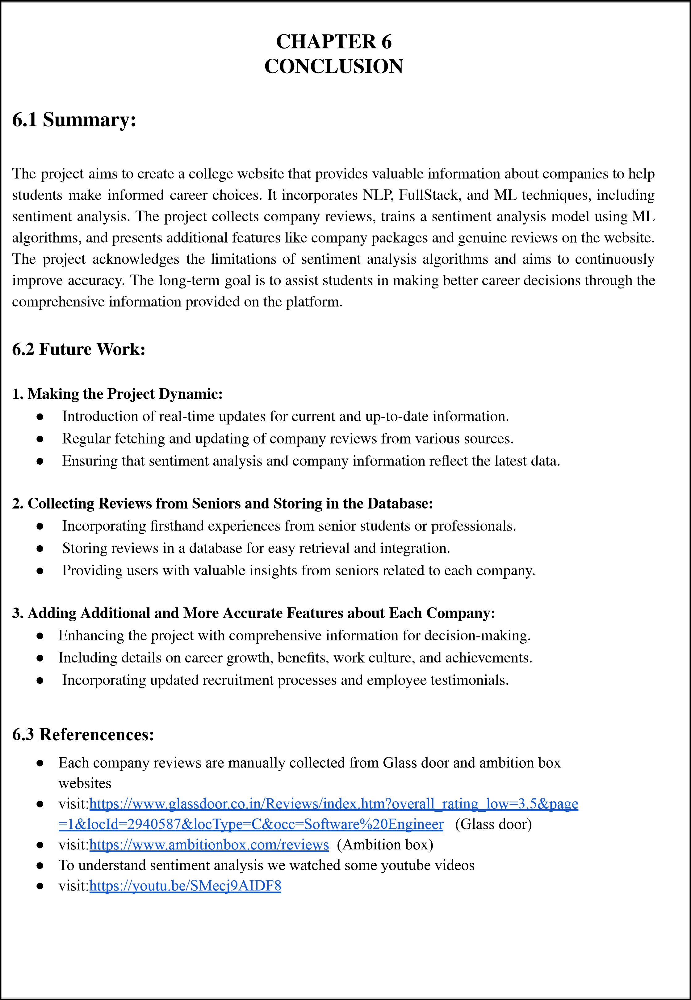 CHAPTER 6
CONCLUSION
6.1 Summary:
The project aims to create a college website that provides valuable information about companies to help
students make informed career choices. It incorporates NLP, FullStack, and ML techniques, including
sentiment analysis. The project collects company reviews, trains a sentiment analysis model using ML
algorithms, and presents additional features like company packages and genuine reviews on the website.
The project acknowledges the limitations of sentiment analysis algorithms and aims to continuously
improve accuracy. The long-term goal is to assist students in making better career decisions through the
comprehensive information provided on the platform.
6.2 Future Work:
1. Making the Project Dynamic:
● Introduction of real-time updates for current and up-to-date information.
● Regular fetching and updating of company reviews from various sources.
● Ensuring that sentiment analysis and company information reflect the latest data.
2. Collecting Reviews from Seniors and Storing in the Database:
● Incorporating firsthand experiences from senior students or professionals.
● Storing reviews in a database for easy retrieval and integration.
● Providing users with valuable insights from seniors related to each company.
3. Adding Additional and More Accurate Features about Each Company:
● Enhancing the project with comprehensive information for decision-making.
● Including details on career growth, benefits, work culture, and achievements.
● Incorporating updated recruitment processes and employee testimonials.
6.3 Referencences:
● Each company reviews are manually collected from Glass door and ambition box
websites
● visit:https://www.glassdoor.co.in/Reviews/index.htm?overall_rating_low=3.5&page
=1&locId=2940587&locType=C&occ=Software%20Engineer (Glass door)
● visit:https://www.ambitionbox.com/reviews (Ambition box)
● To understand sentiment analysis we watched some youtube videos
● visit:https://youtu.be/SMecj9AIDF8